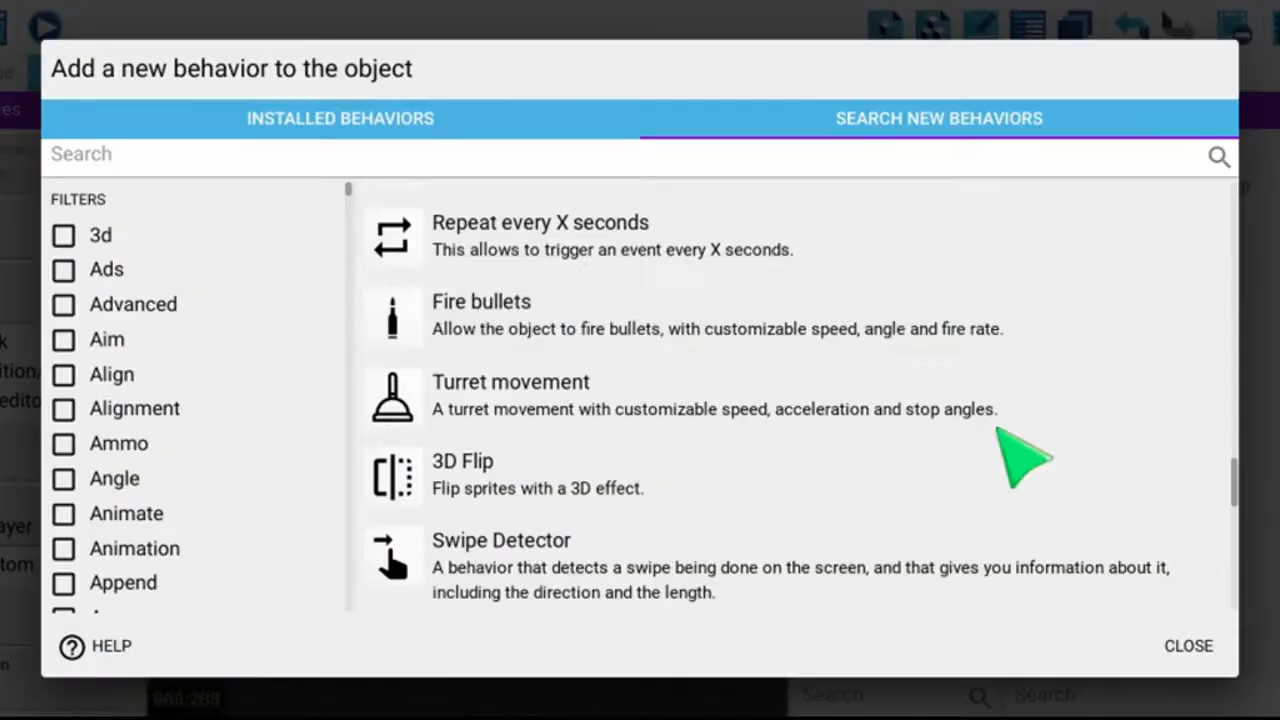 Add a new behavior to the object
INSTALLED BEHAVIORS
SEARCH NEW BEHAVIORS
Search
FILTERS
3d
Ads
Advanced
Aim
Align
Alignment
Ammo
Angle
Animate
Animation
Append
Repeat every X seconds
This allows to trigger an event every X seconds.
Fire bullets
Allow the object to fire bullets, with customizable speed, angle and fire rate.
Turret movement
A turret movement with customizable speed, acceleration and stop angles.
3D Flip
Flip sprites with a 3D effect.
Swipe Detector
A behavior that detects a swipe being done on the screen, and that gives you information about it,
including the direction and the length.
HELP
CLOSE
Search
Search